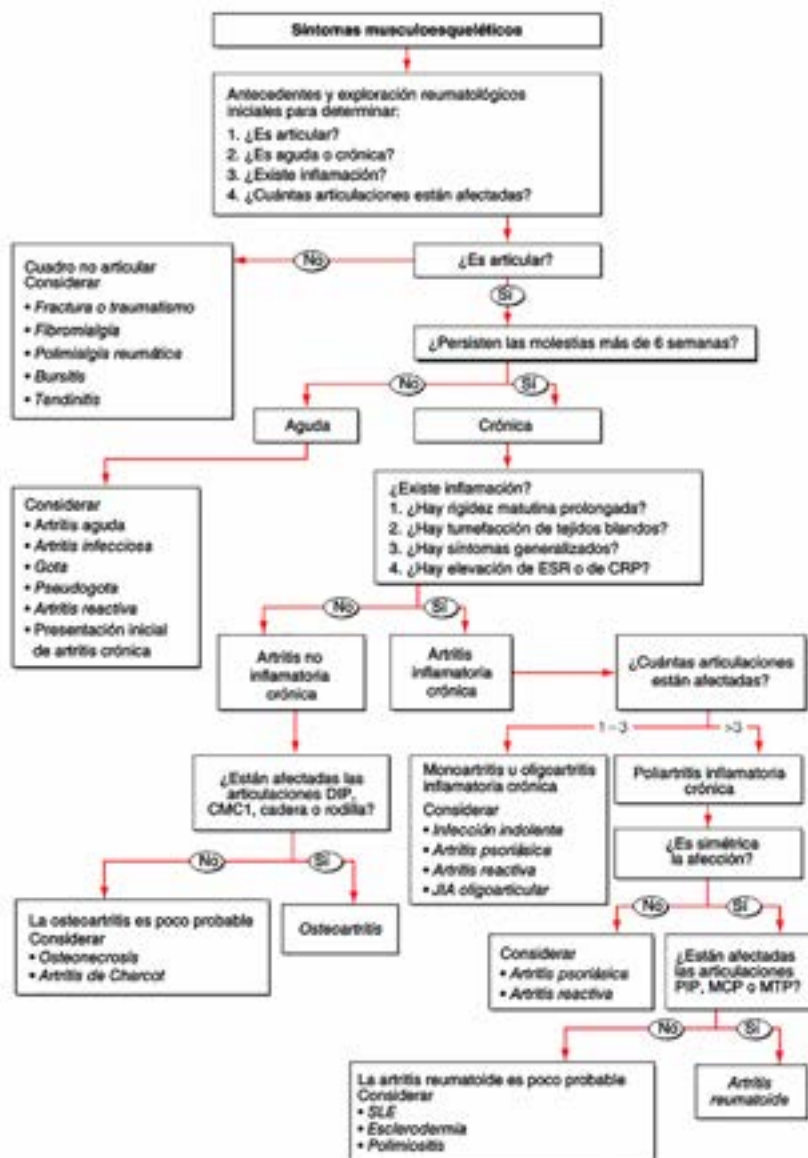 Síntomas musculoesqueléticos
Antecedentes y exploración reumatológicos
iniciales para determinar:
1. ¿Es articular?
2. ¿Es aguda o crónica?
3. ¿Existe inflamación?
4. ¿Cuántas articulaciones están afectadas?
¿Es articular?
No
Sí
Cuadro no articular
Considerar
• Fractura o traumatismo
• Fibromialgia
• Polimialgia reumática
• Bursitis
• Tendinitis
¿Persisten las molestias más de 6 semanas?
No
Sí
Aguda
Crónica
Considerar
• Artritis aguda
• Artritis infecciosa
• Gota
• Pseudogota
• Artritis reactiva
• Presentación inicial
de artritis crónica
¿Existe inflamación?
1. ¿Hay rigidez matutina prolongada?
2. ¿Hay tumefacción de tejidos blandos?
3. ¿Hay síntomas generalizados?
4. ¿Hay elevación de ESR o de CRP?
No
Sí
Artritis no
inflamatoria
crónica
Artritis
inflamatoria
crónica
¿Cuántas articulaciones
están afectadas?
1–3
>3
¿Están afectadas las
articulaciones DIP,
CMC1, cadera o rodilla?
No
Sí
Monoartritis u oligoartritis
inflamatoria crónica
Considerar
• Infección indolente
• Artritis psoriásica
• Artritis reactiva
• JIA oligoarticular
Poliartritis inflamatoria
crónica
¿Es simétrica
la afección?
No
Sí
La osteoartritis es poco probable
Considerar
• Osteonecrosis
• Artritis de Charcot
Osteoartritis
Considerar
• Artritis psoriásica
• Artritis reactiva
¿Están afectadas
las articulaciones
PIP, MCP o MTP?
No
Sí
La artritis reumatoide es poco probable
Considerar
• SLE
• Esclerodermia
• Polimiositis
Artritis
reumatoide